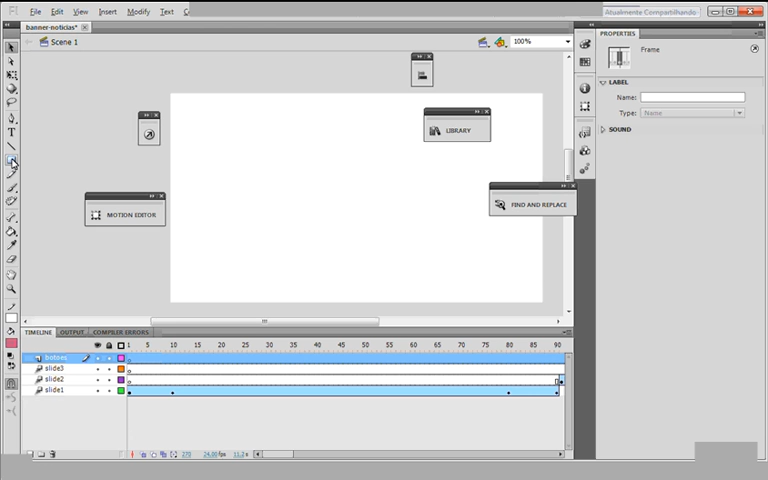 Fl File Edit View Insert Modify Text
Atualmente Compartilhando
banner-noticias*
Scene 1
100%
PROPERTIES
Frame
LABEL
Name:
Type: Name
SOUND
LIBRARY
FIND AND REPLACE
MOTION EDITOR
TIMELINE OUTPUT COMPILER ERRORS
1 5 10 15 20 25 30 35 40 45 50 55 60 65 70 75 80 85 90
botoes
slide3
slide2
slide1
270 24.00fps 11.2s